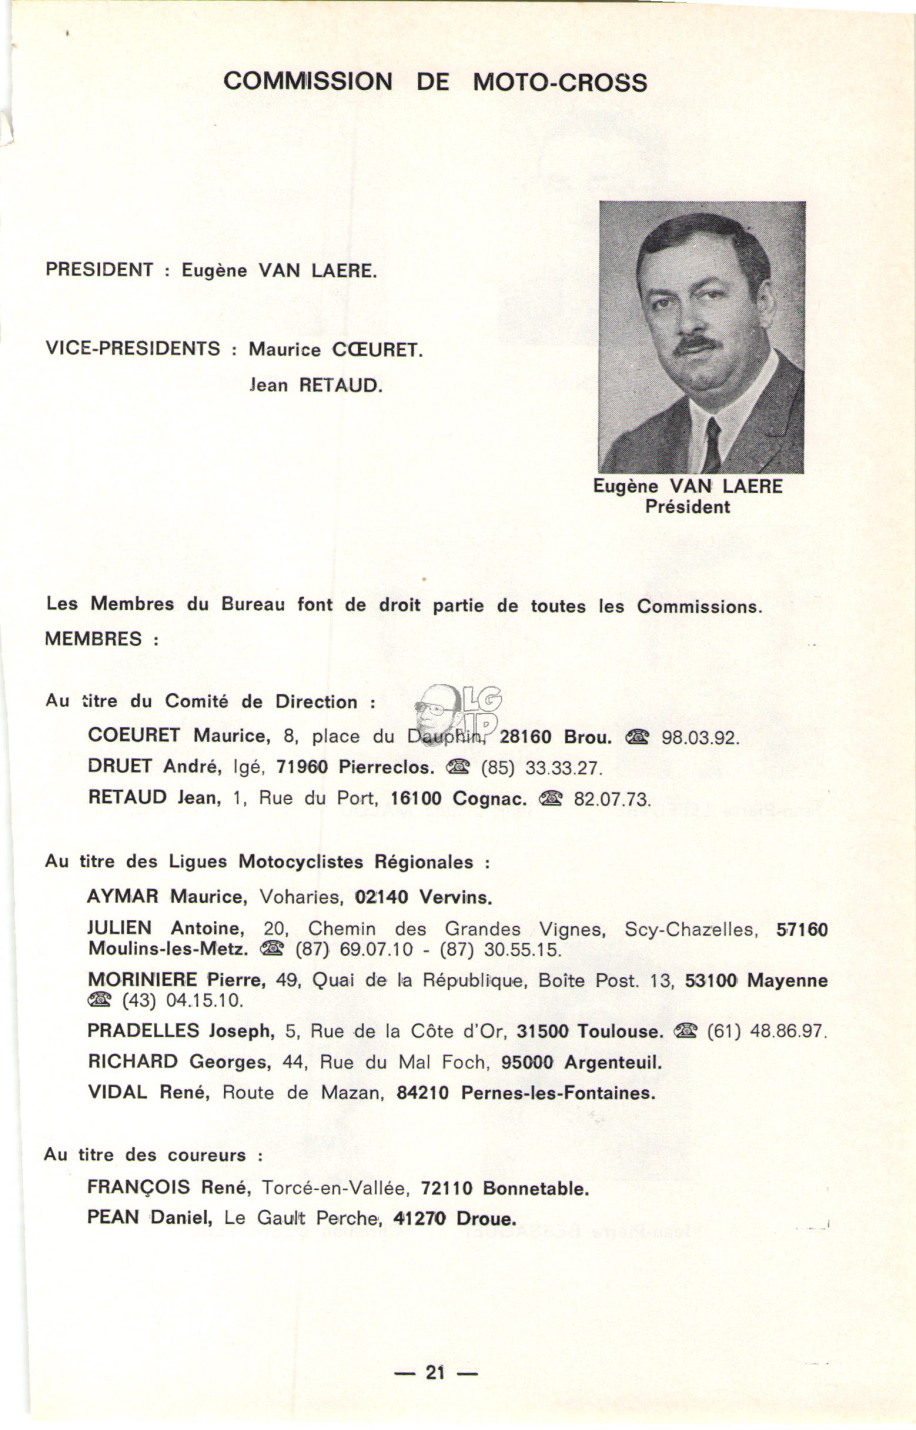 COMMISSION DE MOTO-CROSS
PRESIDENT : Eugène VAN LAERE.
VICE-PRESIDENTS : Maurice CŒURET.
Jean RETAUD.
Eugène VAN LAERE
Président
Les Membres du Bureau font de droit partie de toutes les Commissions.
MEMBRES :
Au titre du Comité de Direction :
LG
IP
COEURET Maurice, 8, place du Dauphin, 28160 Brou. ☎ 98.03.92.
DRUET André, Igé, 71960 Pierreclos. ☎ (85) 33.33.27.
RETAUD Jean, 1, Rue du Port, 16100 Cognac. ☎ 82.07.73.
Au titre des Ligues Motocyclistes Régionales :
AYMAR Maurice, Voharies, 02140 Vervins.
JULIEN Antoine, 20, Chemin des Grandes Vignes, Scy-Chazelles, 57160
Moulins-les-Metz. ☎ (87) 69.07.10 - (87) 30.55.15.
MORINIERE Pierre, 49, Quai de la République, Boîte Post. 13, 53100 Mayenne
☎ (43) 04.15.10.
PRADELLES Joseph, 5, Rue de la Côte d'Or, 31500 Toulouse. ☎ (61) 48.86.97.
RICHARD Georges, 44, Rue du Mal Foch, 95000 Argenteuil.
VIDAL René, Route de Mazan, 84210 Pernes-les-Fontaines.
Au titre des coureurs :
FRANÇOIS René, Torcé-en-Vallée, 72110 Bonnetable.
PEAN Daniel, Le Gault Perche, 41270 Droue.
— 21 —